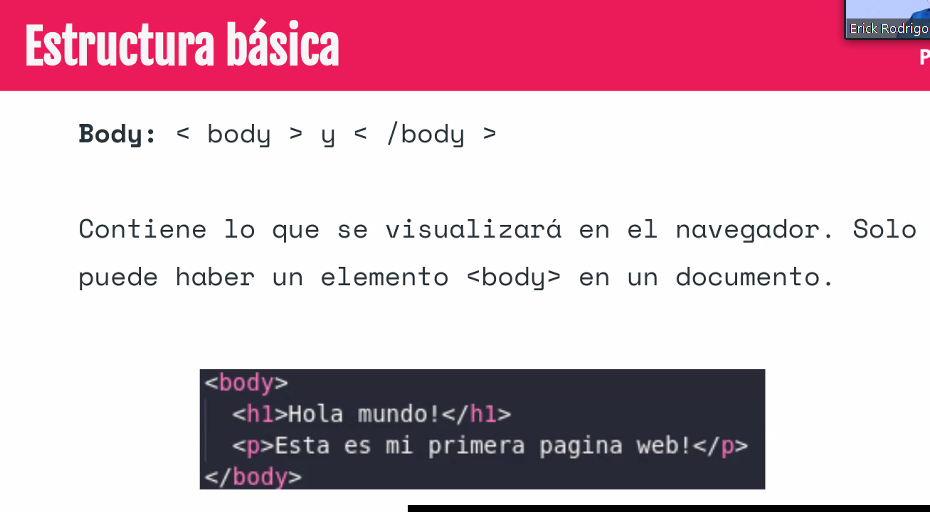 Estructura básica
Erick Rodrigo
P
Body: < body > y < /body >
Contiene lo que se visualizará en el navegador. Solo
puede haber un elemento <body> en un documento.
<body>
<h1>Hola mundo!</h1>
<p>Esta es mi primera pagina web!</p>
</body>